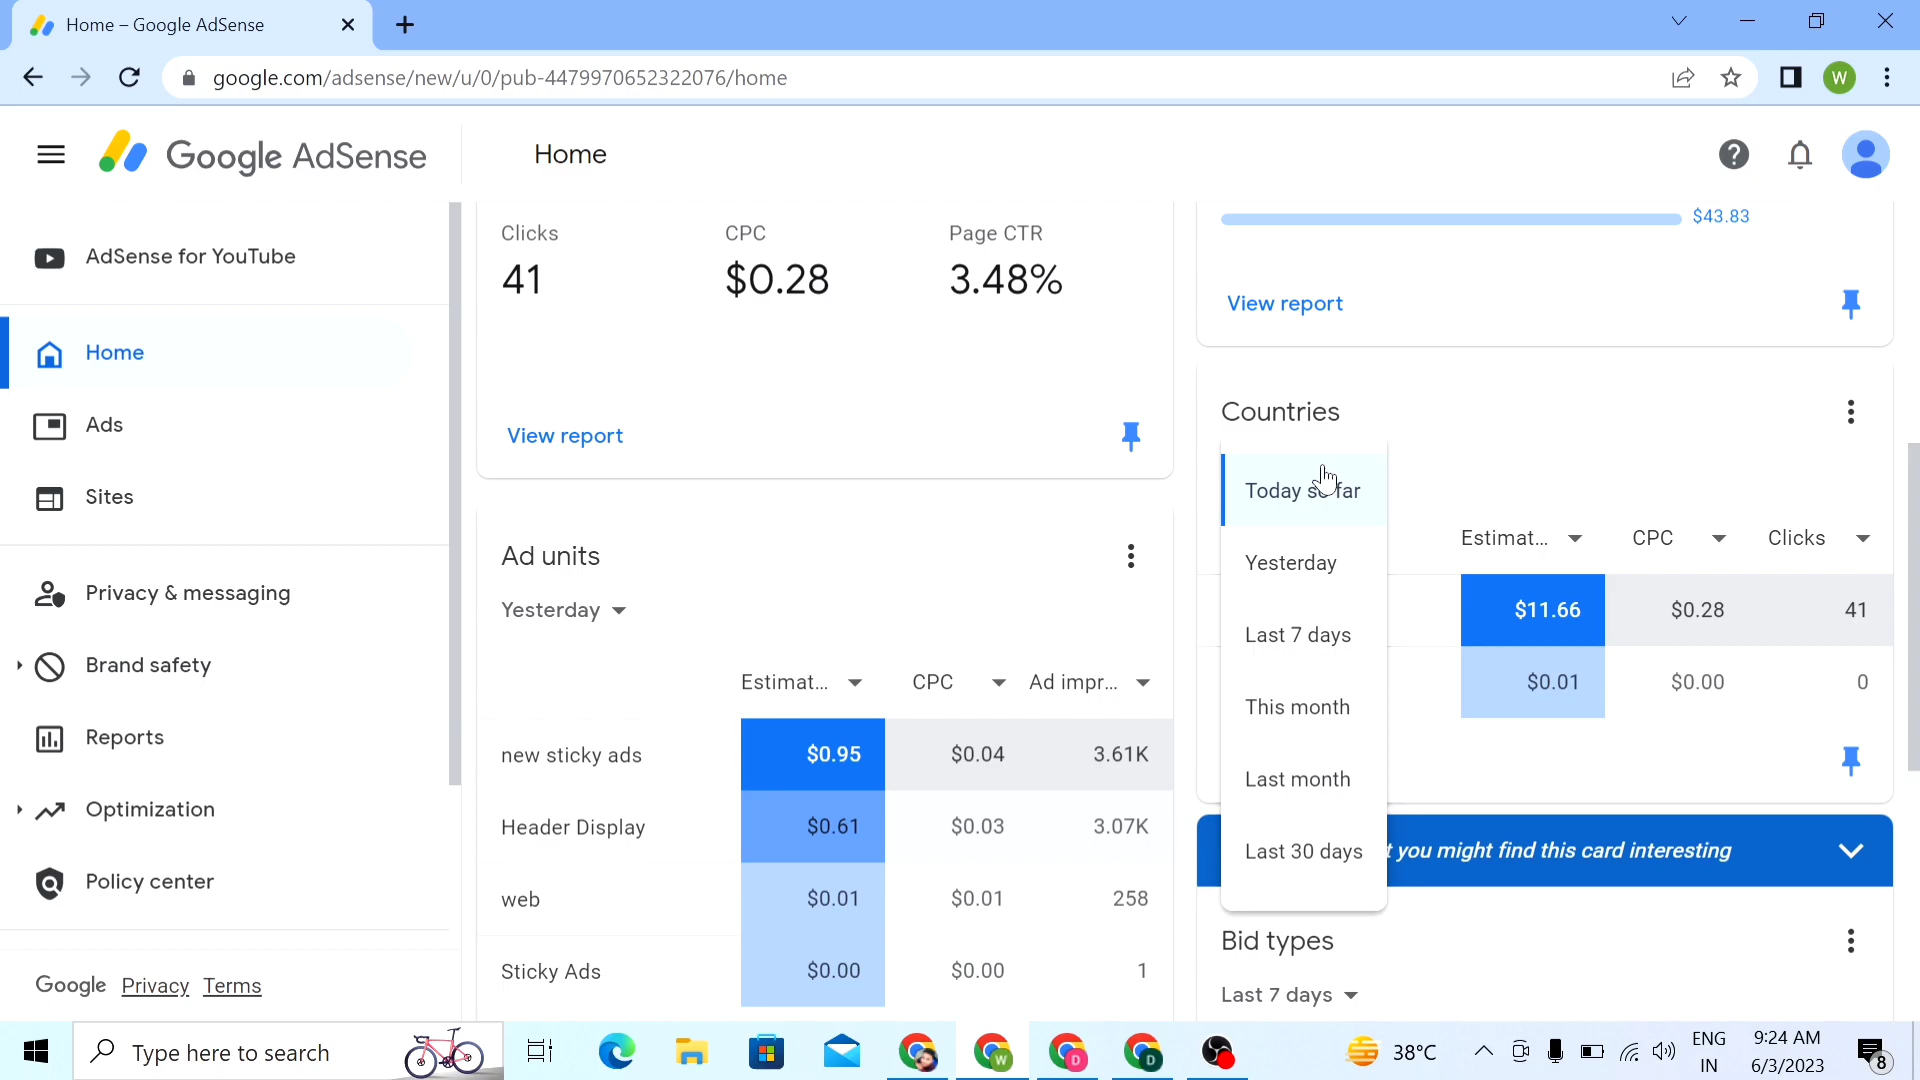 Home – Google AdSense
google.com/adsense/new/u/0/pub-4479970652322076/home
W
Google AdSense
Home
AdSense for YouTube
Home
Ads
Sites
Privacy & messaging
Brand safety
Reports
Optimization
Policy center
Google Privacy Terms
Clicks CPC Page CTR
41 $0.28 3.48%
View report
Ad units
Yesterday
Estimat... CPC Ad impr...
new sticky ads $0.95 $0.04 3.61K
Header Display $0.61 $0.03 3.07K
web $0.01 $0.01 258
Sticky Ads $0.00 $0.00 1
$43.83
View report
Countries
Today so far
Yesterday
Last 7 days
This month
Last month
Last 30 days
Estimat... CPC Clicks
$11.66 $0.28 41
$0.01 $0.00 0
you might find this card interesting
Bid types
Last 7 days
Type here to search
W
D
D
38°C
ENG
IN
9:24 AM
6/3/2023
8